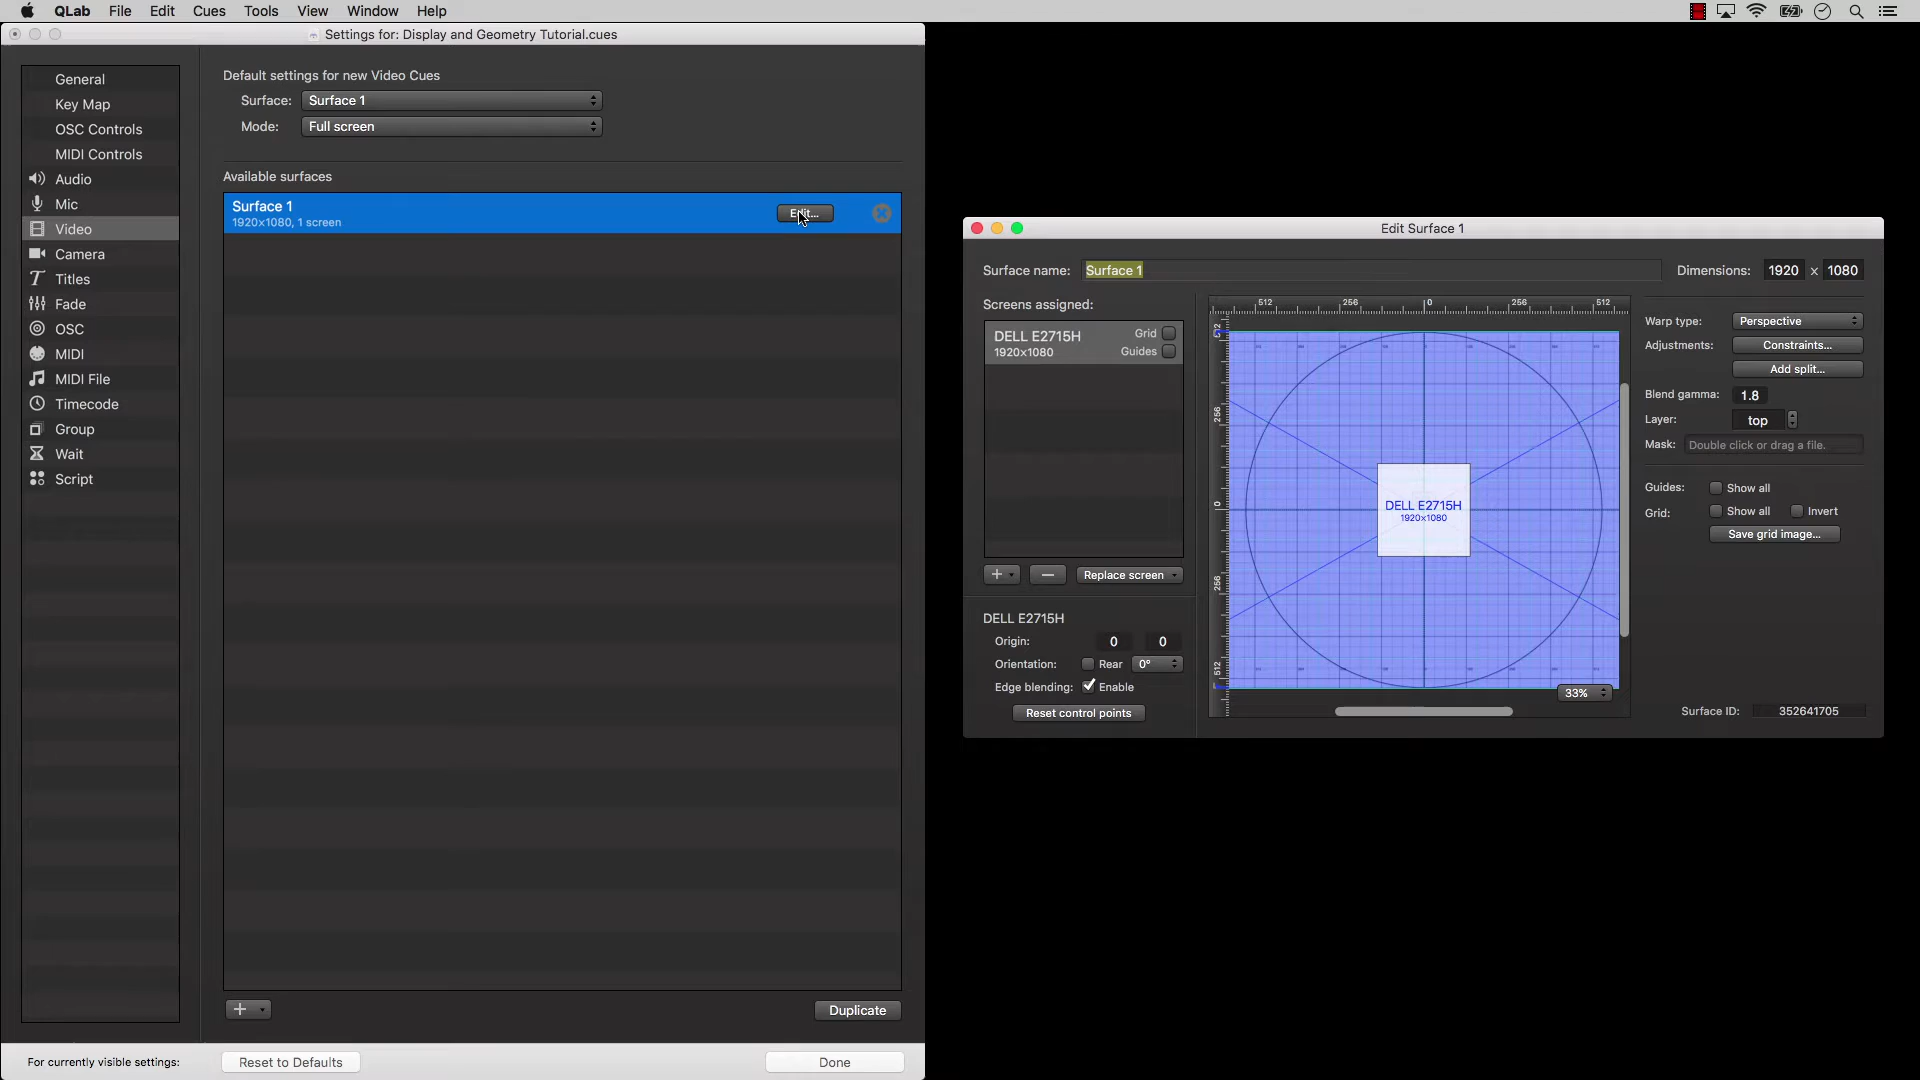 QLab File Edit Cues Tools View Window Help
Settings for: Display and Geometry Tutorial.cues
General
Key Map
OSC Controls
MIDI Controls
Audio
Mic
Video
Camera
Titles
Fade
OSC
MIDI
MIDI File
Timecode
Group
Wait
Script
Default settings for new Video Cues
Surface: Surface 1
Mode: Full screen
Available surfaces
Surface 1
1920x1080, 1 screen
Edit...
Duplicate
For currently visible settings:
Reset to Defaults
Done
Edit Surface 1
Surface name: Surface 1
Dimensions: 1920 x 1080
Screens assigned:
DELL E2715H
1920x1080
Grid
Guides
Replace screen
DELL E2715H
Origin: 0 0
Orientation: Rear 0°
Edge blending: Enable
Reset control points
512 256 0 256 512
512
256
0
256
512
DELL E2715H
1920x1080
33%
Warp type: Perspective
Adjustments: Constraints...
Add split...
Blend gamma: 1.8
Layer: top
Mask: Double click or drag a file.
Guides: Show all
Grid: Show all Invert
Save grid image...
Surface ID: 352641705